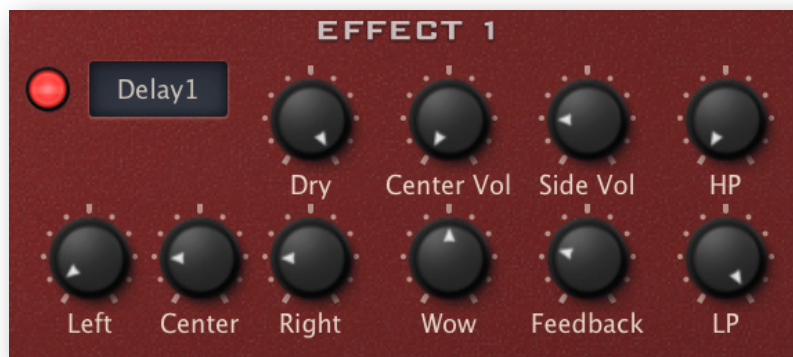 EFFECT 1
Delay1
Dry Center Vol Side Vol HP
Left Center Right Wow Feedback LP